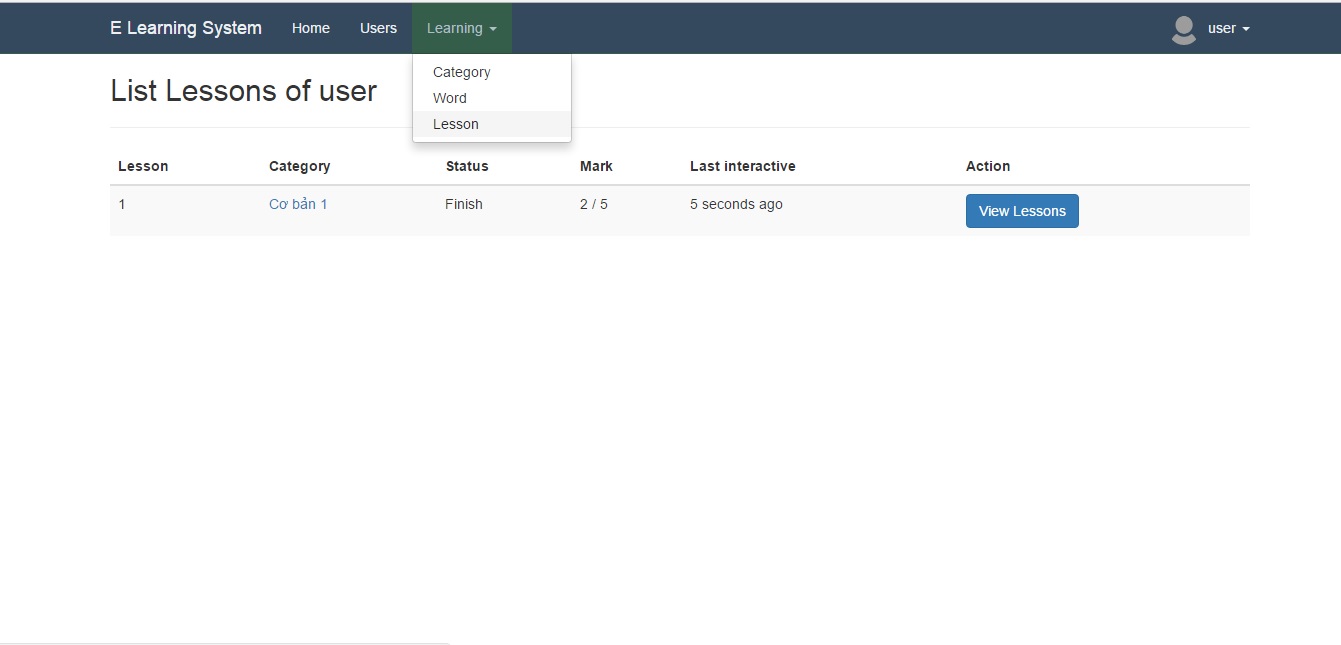 E Learning System Home Users Learning user
Category
Word
Lesson
List Lessons of user
Lesson Category Status Mark Last interactive Action
1 Cơ bản 1 Finish 2 / 5 5 seconds ago View Lessons